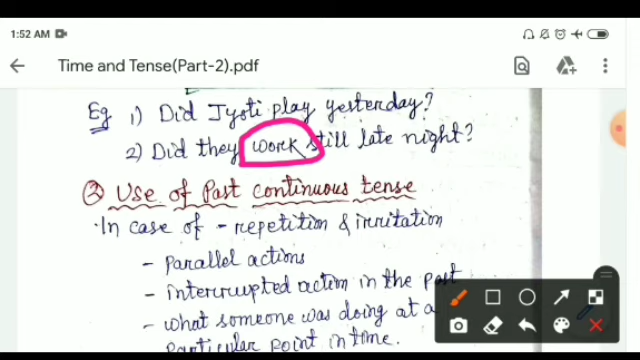 1:52 AM
Time and Tense(Part-2).pdf
Eg 1) Did Jyoti play yesterday?
2) Did they work still late night?
② Use of Past continuous tense
· In case of - repetition & irritation
- parallel actions
- interrupted action in the past
- what someone was doing at a
particular point in time.